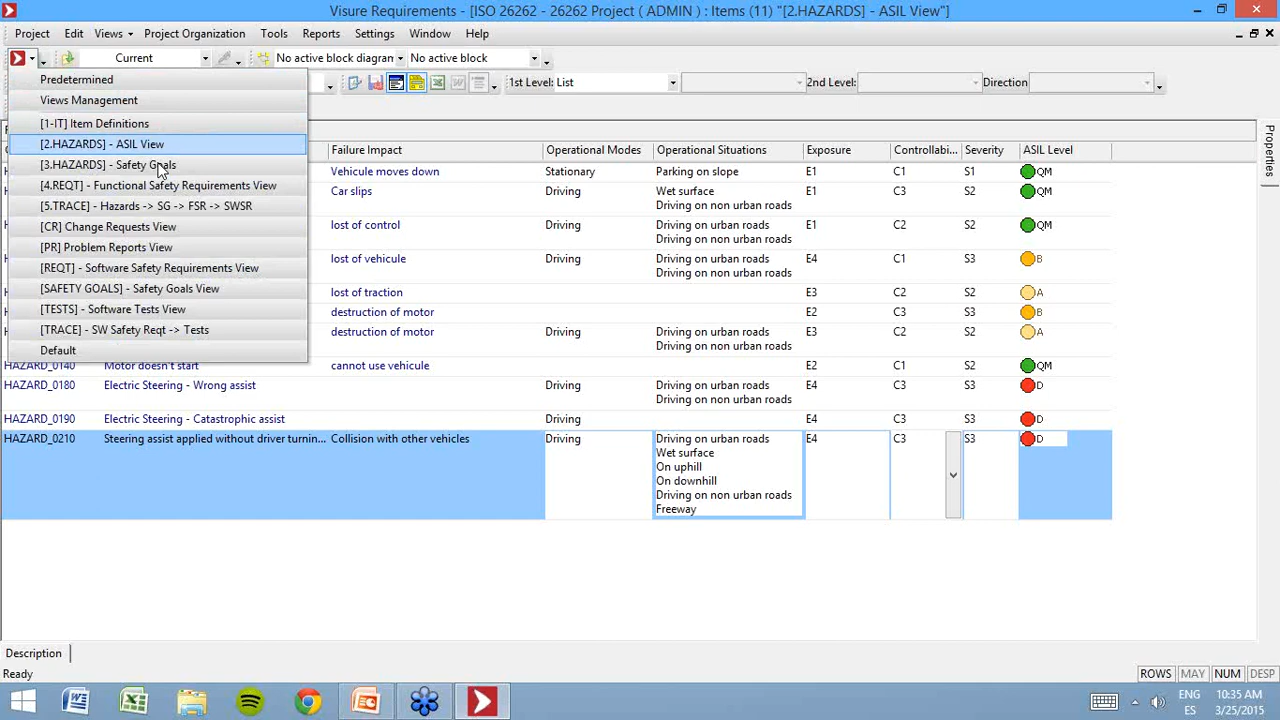 Visure Requirements - [ISO 26262 - 26262 Project ( ADMIN ) : Items (11) "[2.HAZARDS] - ASIL View"]
Project Edit Views Project Organization Tools Reports Settings Window Help
Current No active block diagran No active block
1st Level: List 2nd Level: Direction
Predetermined
Views Management
[1-IT] Item Definitions
[2.HAZARDS] - ASIL View
[3.HAZARDS] - Safety Goals
[4.REQT] - Functional Safety Requirements View
[5.TRACE] - Hazards -> SG -> FSR -> SWSR
[CR] Change Requests View
[PR] Problem Reports View
[REQT] - Software Safety Requirements View
[SAFETY GOALS] - Safety Goals View
[TESTS] - Software Tests View
[TRACE] - SW Safety Reqt -> Tests
Default
Failure Impact Operational Modes Operational Situations Exposure Controllabi... Severity ASIL Level
Vehicule moves down Stationary Parking on slope E1 C1 S1 QM
Car slips Driving Wet surface E1 C3 S2 QM
Driving on non urban roads
lost of control Driving on urban roads E1 C2 S2 QM
Driving on non urban roads
lost of vehicule Driving Driving on urban roads E4 C1 S3 B
Driving on non urban roads
lost of traction E3 C2 S2 A
destruction of motor E2 C3 S3 B
destruction of motor Driving Driving on urban roads E3 C2 S2 A
Driving on non urban roads
HAZARD_0140 Motor doesn't start cannot use vehicule E2 C1 S2 QM
HAZARD_0180 Electric Steering - Wrong assist Driving Driving on urban roads E4 C3 S3 D
Driving on non urban roads
HAZARD_0190 Electric Steering - Catastrophic assist Driving E4 C3 S3 D
HAZARD_0210 Steering assist applied without driver turnin... Collision with other vehicles Driving Driving on urban roads E4 C3 S3 D
Wet surface
On uphill
On downhill
Driving on non urban roads
Freeway
Properties
Description
Ready ROWS MAY NUM DESP
ENG 10:35 AM
ES 3/25/2015